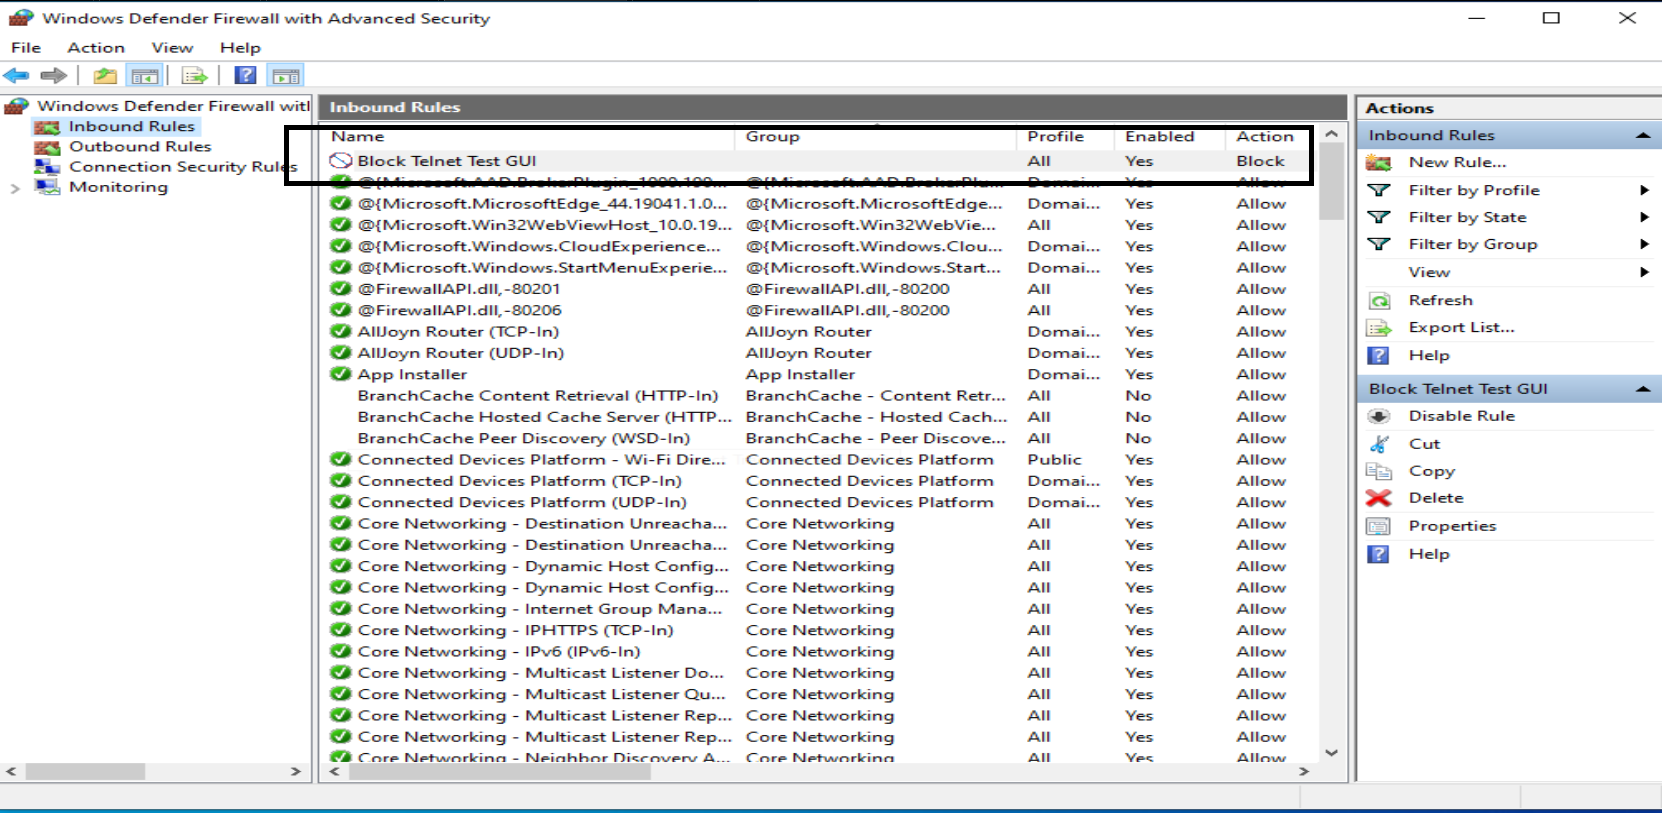 Windows Defender Firewall with Advanced Security
File Action View Help
Windows Defender Firewall witl
Inbound Rules
Outbound Rules
Connection Security Rules
Monitoring
Inbound Rules
Name Group Profile Enabled Action
Block Telnet Test GUI All Yes Block
@{Microsoft.AAD.BrokerPlugin_1000.190... @{Microsoft.AAD.BrokerPlu... Domai... Yes Allow
@{Microsoft.MicrosoftEdge_44.19041.1.0... @{Microsoft.MicrosoftEdge... Domai... Yes Allow
@{Microsoft.Win32WebViewHost_10.0.19... @{Microsoft.Win32WebVie... All Yes Allow
@{Microsoft.Windows.CloudExperience... @{Microsoft.Windows.Clou... Domai... Yes Allow
@{Microsoft.Windows.StartMenuExperie... @{Microsoft.Windows.Start... Domai... Yes Allow
@FirewallAPI.dll,-80201 @FirewallAPI.dll,-80200 All Yes Allow
@FirewallAPI.dll,-80206 @FirewallAPI.dll,-80200 All Yes Allow
AllJoyn Router (TCP-In) AllJoyn Router Domai... Yes Allow
AllJoyn Router (UDP-In) AllJoyn Router Domai... Yes Allow
App Installer App Installer Domai... Yes Allow
BranchCache Content Retrieval (HTTP-In) BranchCache - Content Retr... All No Allow
BranchCache Hosted Cache Server (HTTP... BranchCache - Hosted Cach... All No Allow
BranchCache Peer Discovery (WSD-In) BranchCache - Peer Discove... All No Allow
Connected Devices Platform - Wi-Fi Dire... Connected Devices Platform Public Yes Allow
Connected Devices Platform (TCP-In) Connected Devices Platform Domai... Yes Allow
Connected Devices Platform (UDP-In) Connected Devices Platform Domai... Yes Allow
Core Networking - Destination Unreacha... Core Networking All Yes Allow
Core Networking - Destination Unreacha... Core Networking All Yes Allow
Core Networking - Dynamic Host Config... Core Networking All Yes Allow
Core Networking - Dynamic Host Config... Core Networking All Yes Allow
Core Networking - Internet Group Mana... Core Networking All Yes Allow
Core Networking - IPHTTPS (TCP-In) Core Networking All Yes Allow
Core Networking - IPv6 (IPv6-In) Core Networking All Yes Allow
Core Networking - Multicast Listener Do... Core Networking All Yes Allow
Core Networking - Multicast Listener Qu... Core Networking All Yes Allow
Core Networking - Multicast Listener Rep... Core Networking All Yes Allow
Core Networking - Multicast Listener Rep... Core Networking All Yes Allow
Core Networking - Neighbor Discovery A... Core Networking All Yes Allow
Actions
Inbound Rules
New Rule...
Filter by Profile
Filter by State
Filter by Group
View
Refresh
Export List...
Help
Block Telnet Test GUI
Disable Rule
Cut
Copy
Delete
Properties
Help